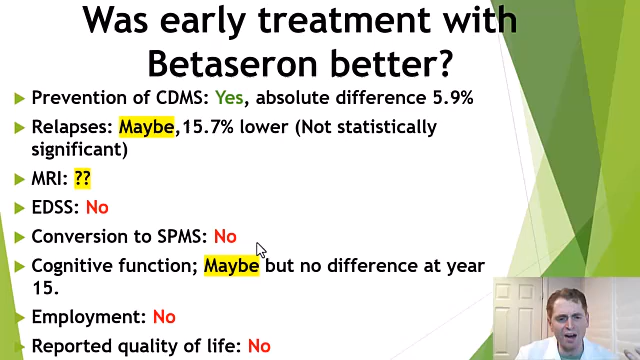 Was early treatment with
Betaseron better?
Prevention of CDMS: Yes, absolute difference 5.9%
Relapses: Maybe,15.7% lower (Not statistically
significant)
MRI: ??
EDSS: No
Conversion to SPMS: No
Cognitive function; Maybe but no difference at year
15.
Employment: No
Reported quality of life: No